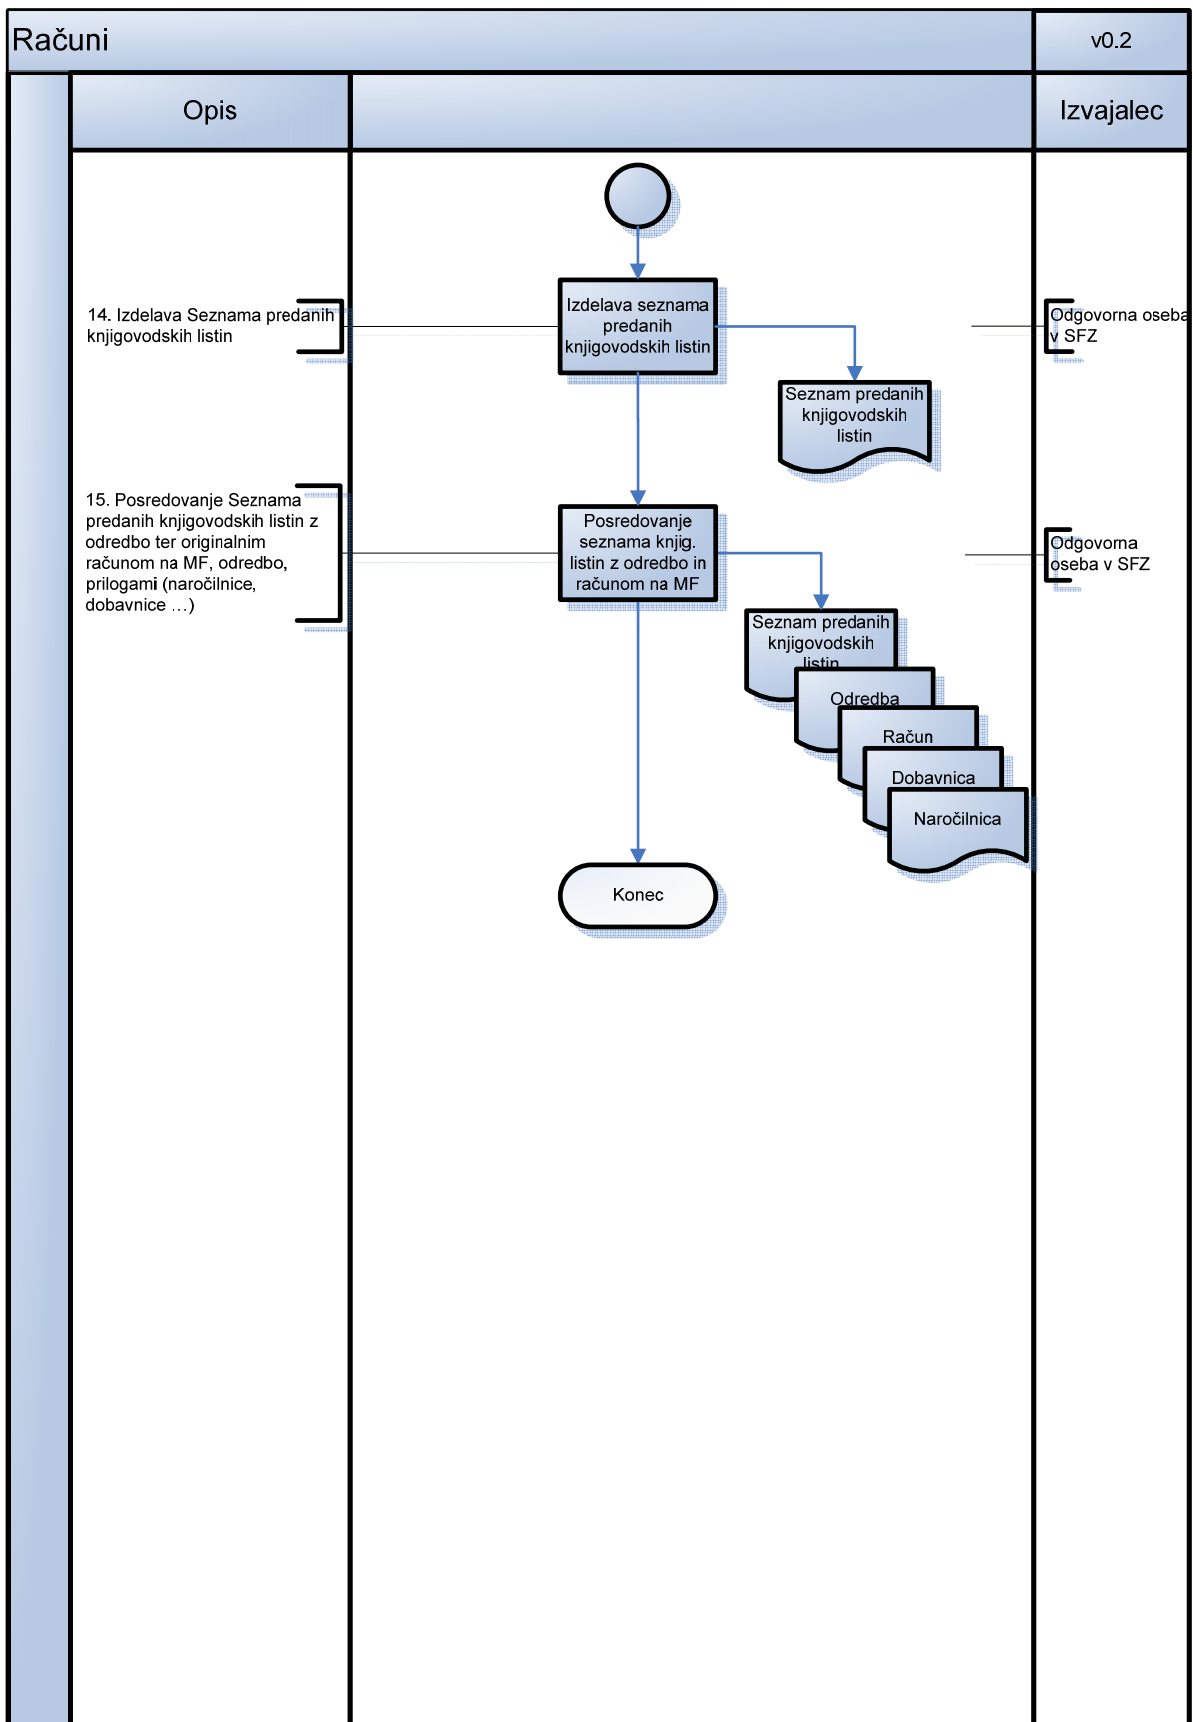 Računi
v0.2
Opis
Izvajalec
14. Izdelava Seznama predanih
knjigovodskih listin
Izdelava seznama
predanih
knjigovodskih listin
Odgovorna oseba
v SFZ
Seznam predanih
knjigovodskih
listin
15. Posredovanje Seznama
predanih knjigovodskih listin z
odredbo ter originalnim
računom na MF, odredbo,
prilogami (naročilnice,
dobavnice …)
Posredovanje
seznama knjig.
listin z odredbo in
računom na MF
Odgovorna
oseba v SFZ
Seznam predanih
knjigovodskih
listin
Odredba
Račun
Dobavnica
Naročilnica
Konec